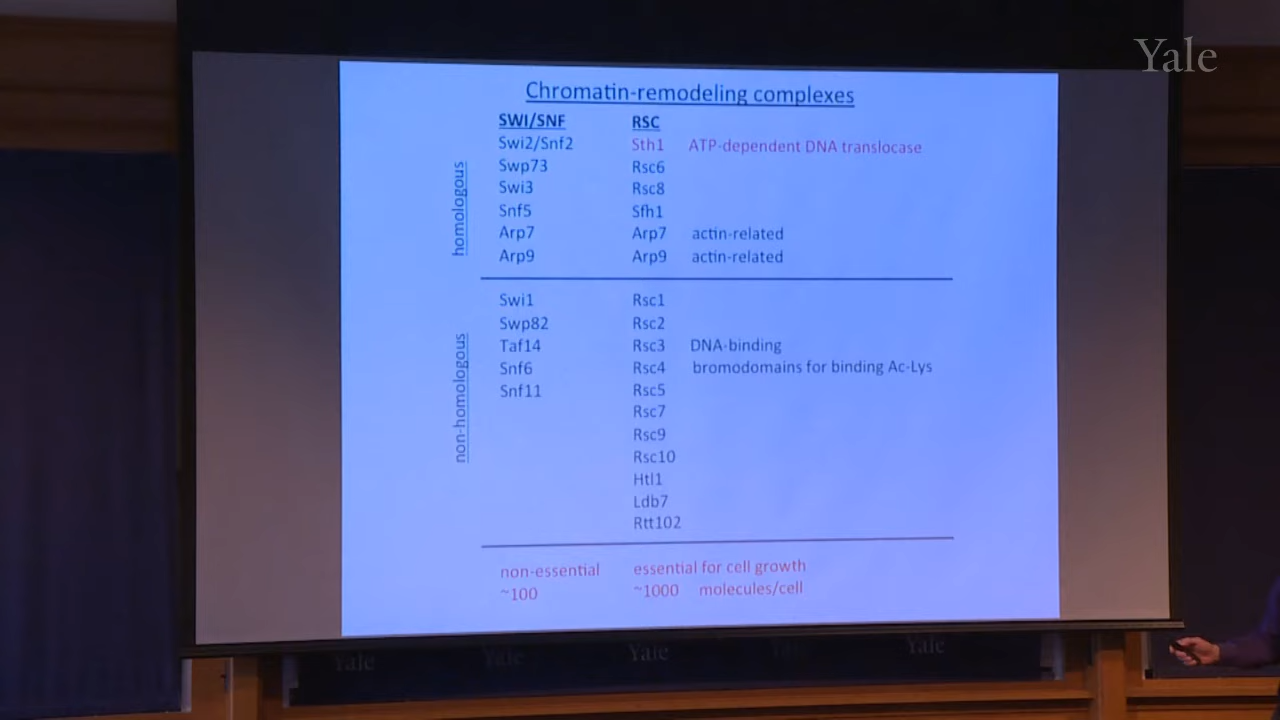 Yale
Chromatin-remodeling complexes
SWI/SNF RSC
Swi2/Snf2 Sth1 ATP-dependent DNA translocase
Swp73 Rsc6
Swi3 Rsc8
Snf5 Sfh1
Arp7 Arp7 actin-related
Arp9 Arp9 actin-related
homologous
Swi1 Rsc1
Swp82 Rsc2
Taf14 Rsc3 DNA-binding
Snf6 Rsc4 bromodomains for binding Ac-Lys
Snf11 Rsc5
Rsc7
Rsc9
Rsc10
Htl1
Ldb7
Rtt102
non-homologous
non-essential essential for cell growth
~100 ~1000 molecules/cell
Yale Yale Yale Yale Yale